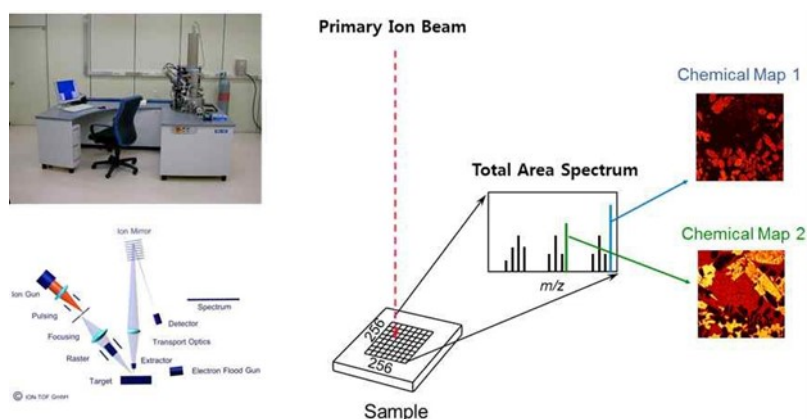 Primary Ion Beam
Chemical Map 1
Total Area Spectrum
Chemical Map 2
m/z
256
256
Sample
Ion Mirror
Ion Gun
Pulsing
Focusing
Raster
Target
Spectrum
Detector
Transport Optics
Extractor
Electron Flood Gun
© ION-TOF GmbH